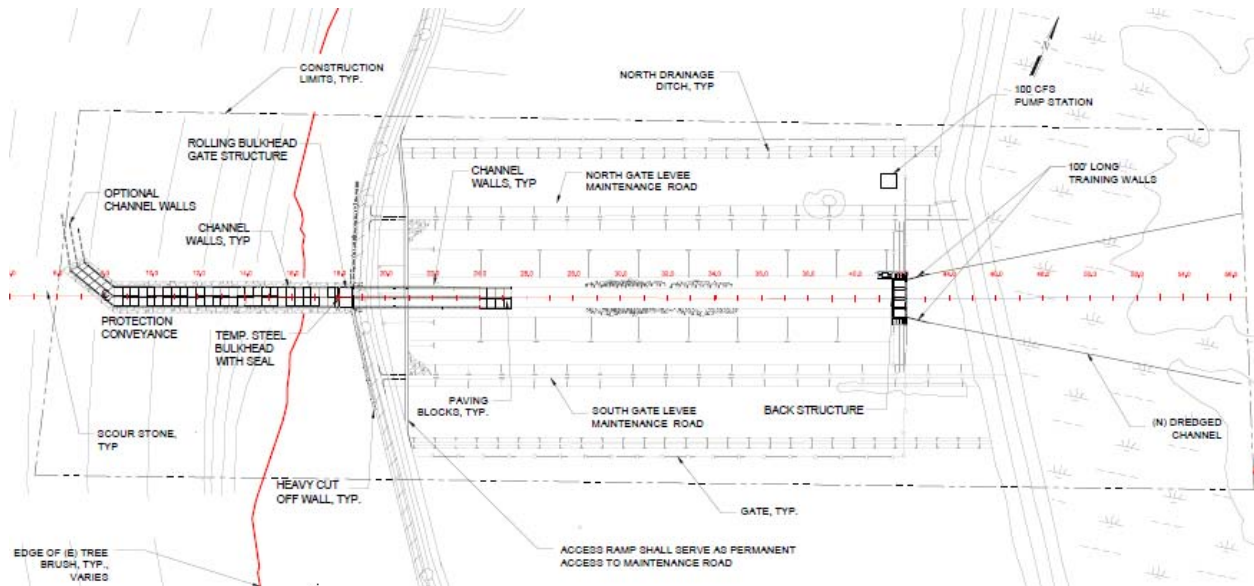 CONSTRUCTION
LIMITS, TYP.
NORTH DRAINAGE
DITCH, TYP
N
100 CFS
PUMP STATION
ROLLING BULKHEAD
GATE STRUCTURE
CHANNEL
WALLS, TYP
NORTH GATE LEVEE
MAINTENANCE ROAD
100' LONG
TRAINING WALLS
OPTIONAL
CHANNEL WALLS
CHANNEL
WALLS, TYP
PROTECTION
CONVEYANCE
TEMP. STEEL
BULKHEAD
WITH SEAL
PAVING
BLOCKS, TYP.
SOUTH GATE LEVEE
MAINTENANCE ROAD
BACK STRUCTURE
(N) DREDGED
CHANNEL
SCOUR STONE,
TYP
HEAVY CUT
OFF WALL, TYP.
GATE, TYP.
EDGE OF (E) TREE
BRUSH, TYP.,
VARIES
ACCESS RAMP SHALL SERVE AS PERMANENT
ACCESS TO MAINTENANCE ROAD